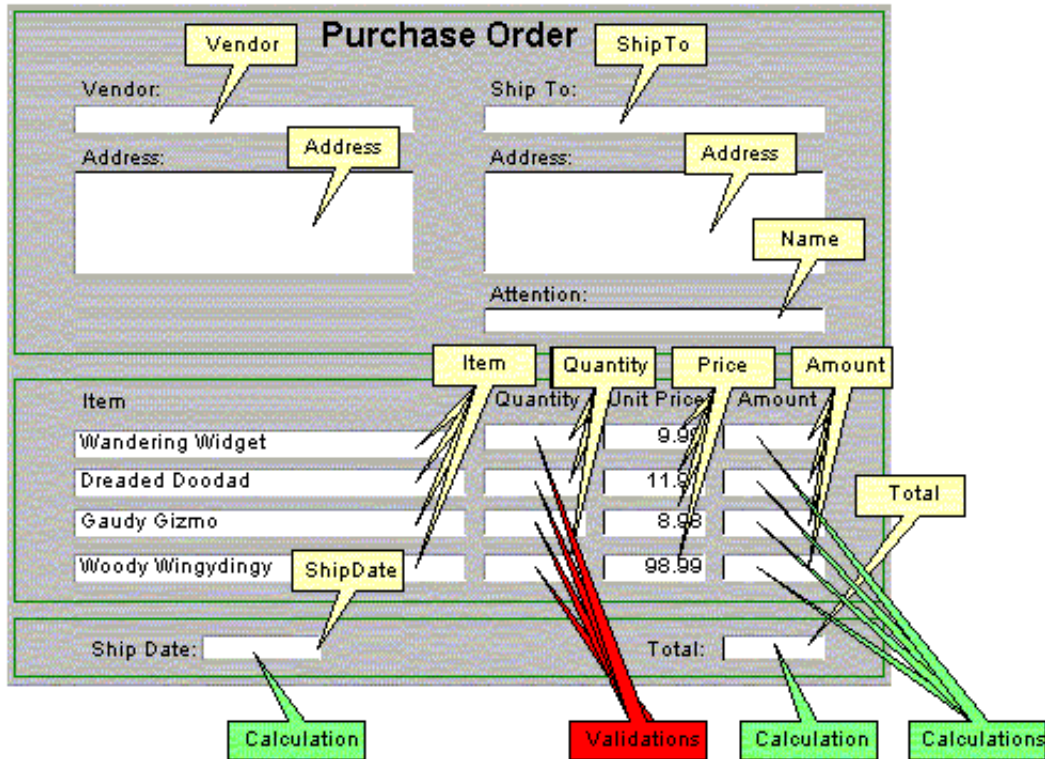 Purchase Order
Vendor
ShipTo
Vendor:
Ship To:
Address
Address
Address:
Address:
Name
Attention:
Item
Quantity
Price
Amount
Item
Quantity
Unit Price
Amount
Wandering Widget
Dreaded Doodad
11.9
Gaudy Gizmo
8.98
Total
Woody Wingydingy
98.99
ShipDate
Ship Date:
Total:
Calculation
Validations
Calculation
Calculations